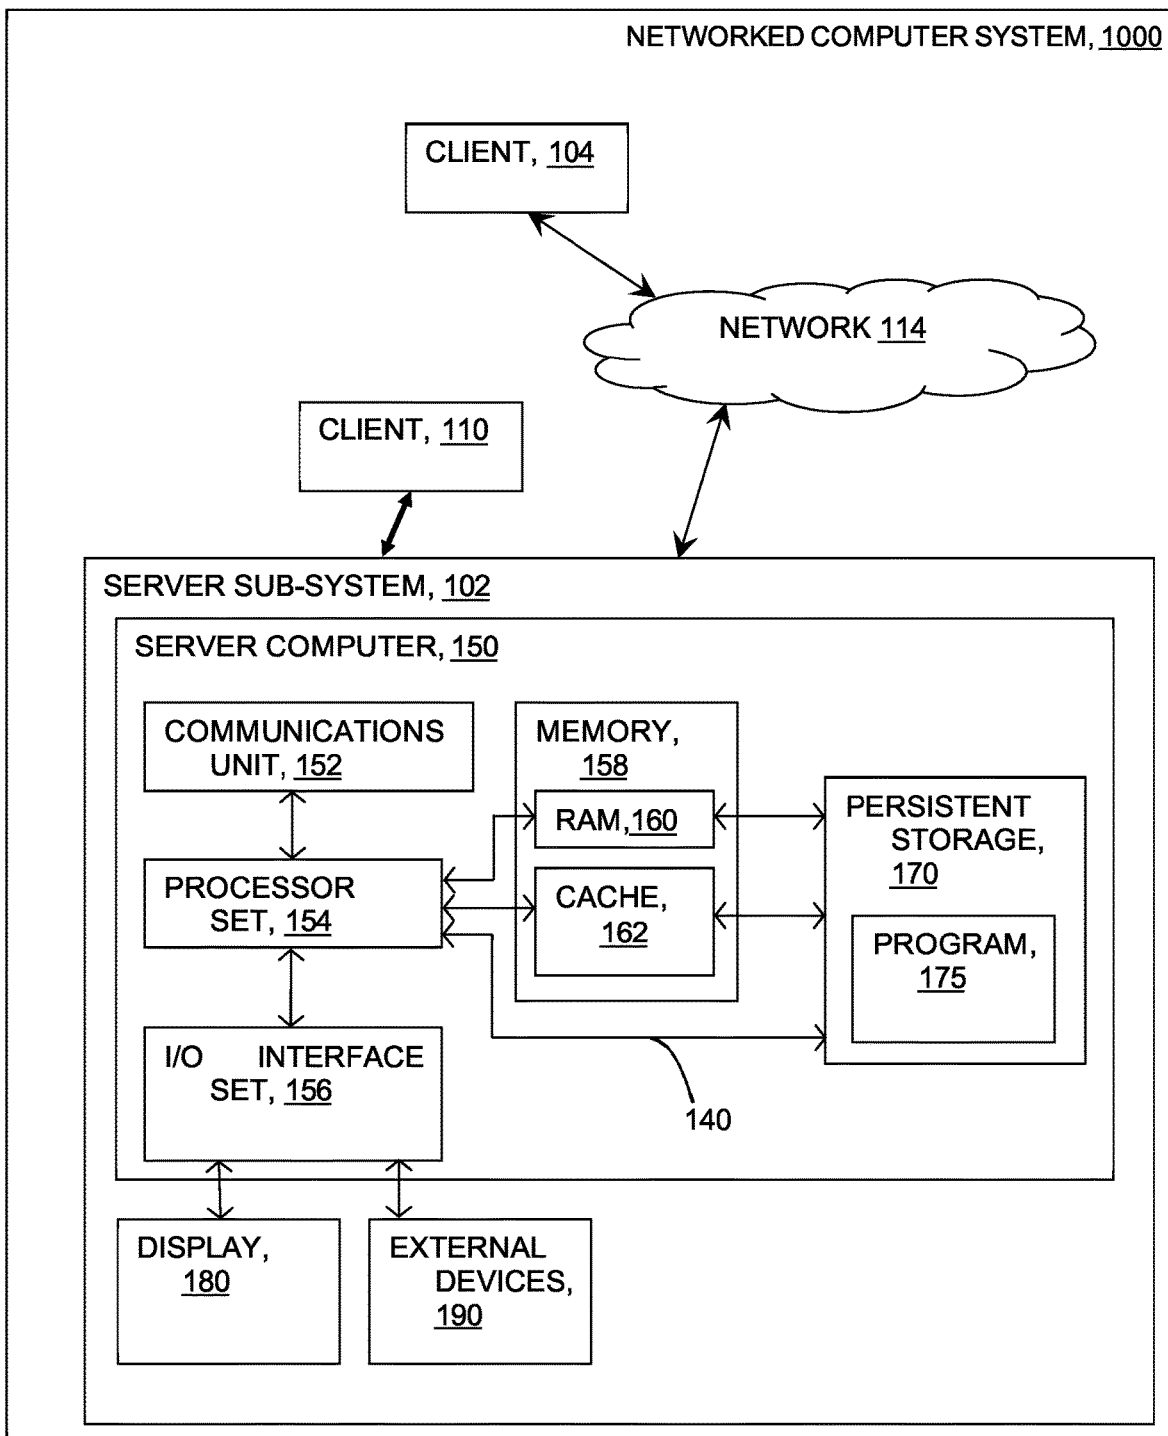 NETWORKED COMPUTER SYSTEM, 1000
CLIENT, 104
NETWORK 114
CLIENT, 110
SERVER SUB-SYSTEM, 102
SERVER COMPUTER, 150
COMMUNICATIONS
UNIT, 152
MEMORY,
158
RAM, 160
PERSISTENT
STORAGE,
170
PROCESSOR
SET, 154
CACHE,
162
PROGRAM,
175
I/O INTERFACE
SET, 156
140
DISPLAY,
180
EXTERNAL
DEVICES,
190